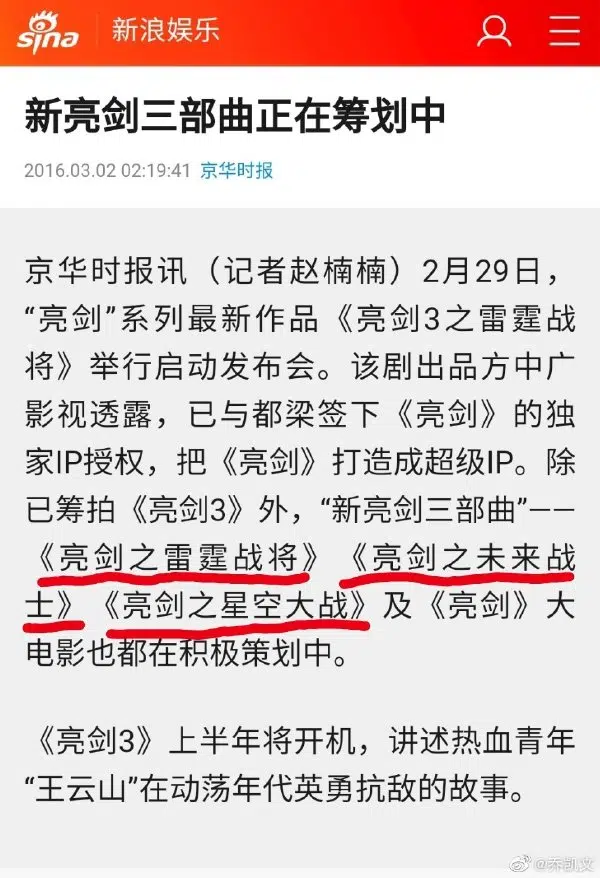 sina 新浪娱乐
新亮剑三部曲正在筹划中
2016.03.02 02:19:41 京华时报
京华时报讯（记者赵楠楠）2月29日，
“亮剑”系列最新作品《亮剑3之雷霆战
将》举行启动发布会。该剧出品方中广
影视透露，已与都梁签下《亮剑》的独
家IP授权，把《亮剑》打造成超级IP。除
已筹拍《亮剑3》外，“新亮剑三部曲”——
《亮剑之雷霆战将》《亮剑之未来战
士》《亮剑之星空大战》及《亮剑》大
电影也都在积极策划中。
《亮剑3》上半年将开机，讲述热血青年
“王云山”在动荡年代英勇抗敌的故事。
@乔凯文